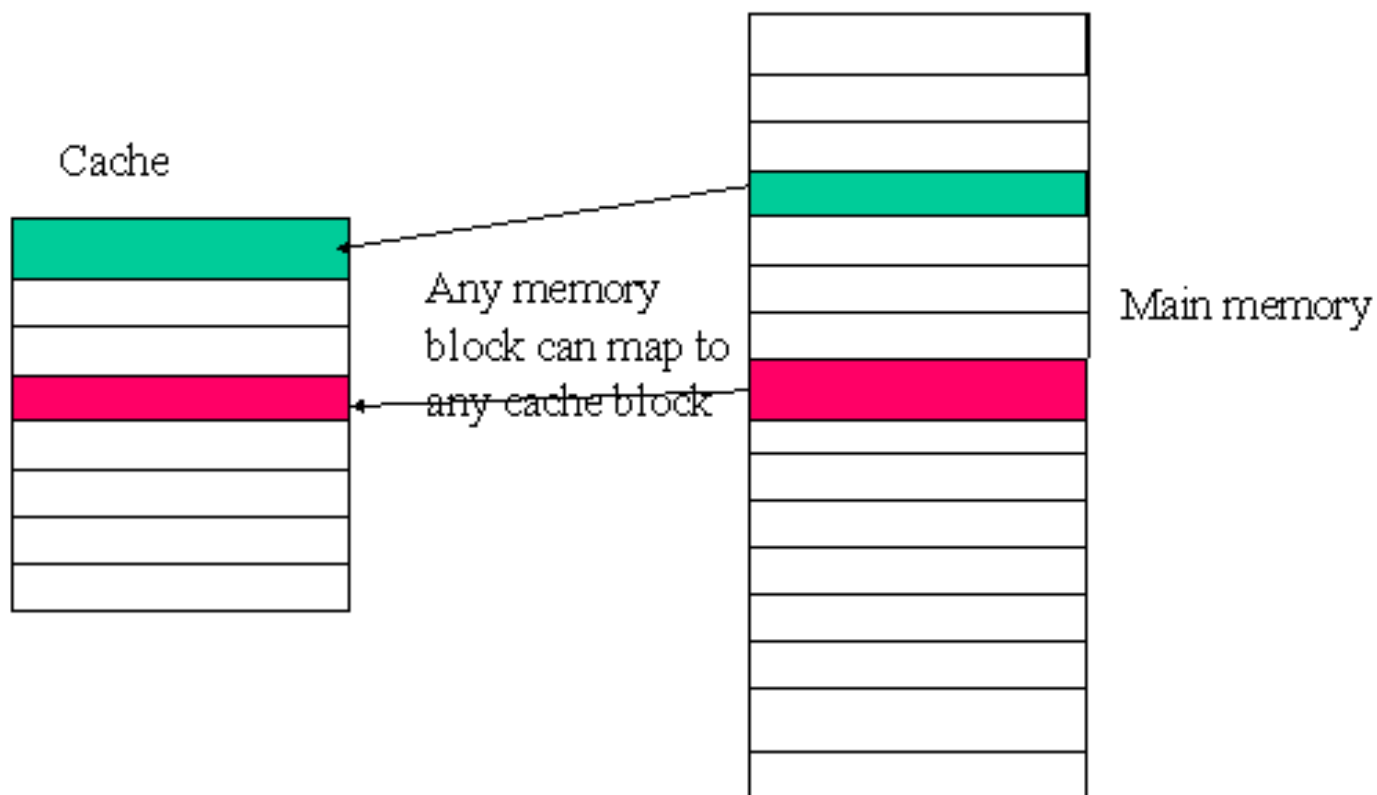 Cache
Any memory
block can map to
any cache block
Main memory